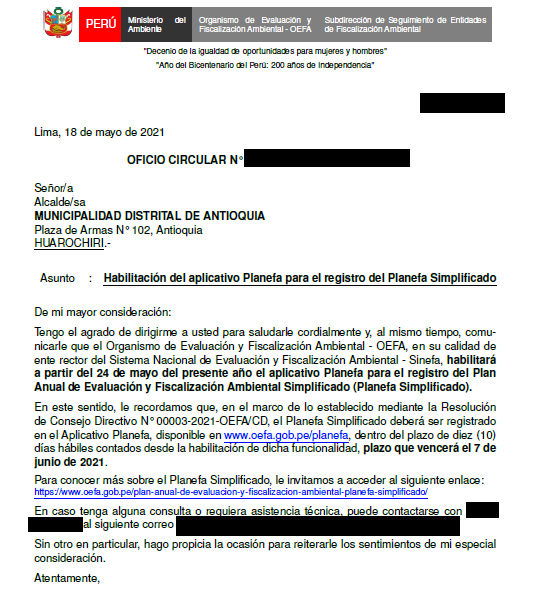 PERÚ
Ministerio del Ambiente
Organismo de Evaluación y Fiscalización Ambiental - OEFA
Subdirección de Seguimiento de Entidades de Fiscalización Ambiental
"Decenio de la igualdad de oportunidades para mujeres y hombres"
"Año del Bicentenario del Perú: 200 años de Independencia"
Lima, 18 de mayo de 2021
OFICIO CIRCULAR N°
Señor/a
Alcalde/sa
MUNICIPALIDAD DISTRITAL DE ANTIOQUIA
Plaza de Armas N° 102, Antioquia
HUAROCHIRI.-
Asunto : Habilitación del aplicativo Planefa para el registro del Planefa Simplificado
De mi mayor consideración:
Tengo el agrado de dirigirme a usted para saludarle cordialmente y, al mismo tiempo, comu-
nicarle que el Organismo de Evaluación y Fiscalización Ambiental - OEFA, en su calidad de
ente rector del Sistema Nacional de Evaluación y Fiscalización Ambiental - Sinefa, habilitará
a partir del 24 de mayo del presente año el aplicativo Planefa para el registro del Plan
Anual de Evaluación y Fiscalización Ambiental Simplificado (Planefa Simplificado).
En este sentido, le recordamos que, en el marco de lo establecido mediante la Resolución
de Consejo Directivo N° 00003-2021-OEFA/CD, el Planefa Simplificado deberá ser registrado
en el Aplicativo Planefa, disponible en www.oefa.gob.pe/planefa, dentro del plazo de diez (10)
días hábiles contados desde la habilitación de dicha funcionalidad, plazo que vencerá el 7 de
junio de 2021.
Para conocer más sobre el Planefa Simplificado, le invitamos a acceder al siguiente enlace:
https://www.oefa.gob.pe/plan-anual-de-evaluacion-y-fiscalizacion-ambiental-planefa-simplificado/
En caso tenga alguna consulta o requiera asistencia técnica, puede contactarse con
al siguiente correo
Sin otro en particular, hago propicia la ocasión para reiterarle los sentimientos de mi especial
consideración.
Atentamente,